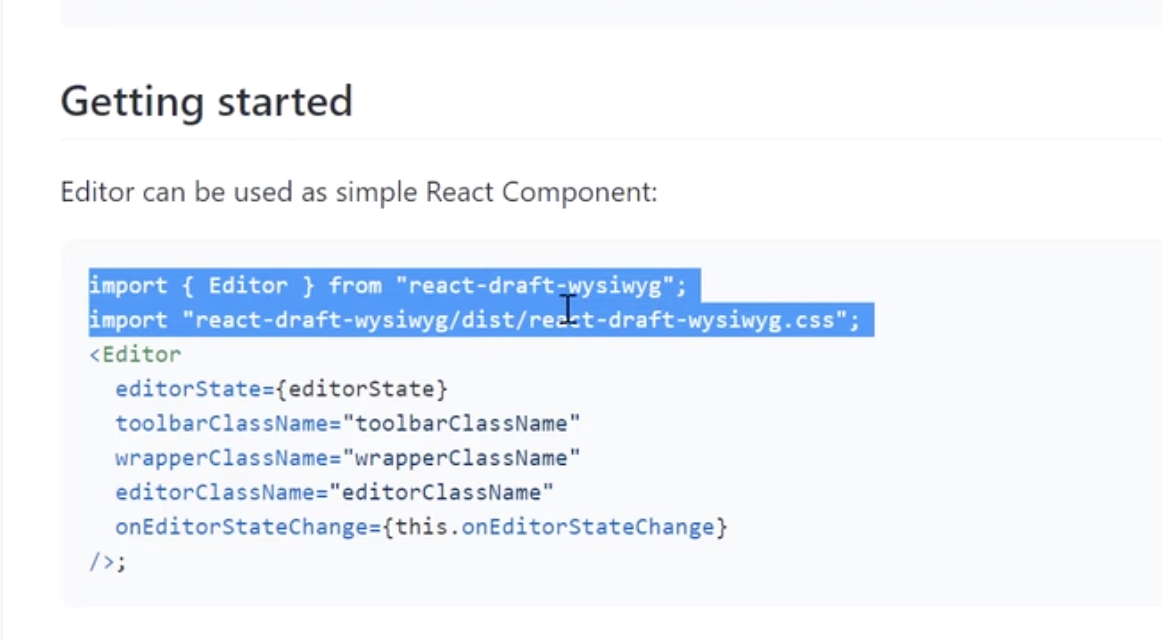 Getting started
Editor can be used as simple React Component:
import { Editor } from "react-draft-wysiwyg";
import "react-draft-wysiwyg/dist/react-draft-wysiwyg.css";
<Editor
  editorState={editorState}
  toolbarClassName="toolbarClassName"
  wrapperClassName="wrapperClassName"
  editorClassName="editorClassName"
  onEditorStateChange={this.onEditorStateChange}
/>;